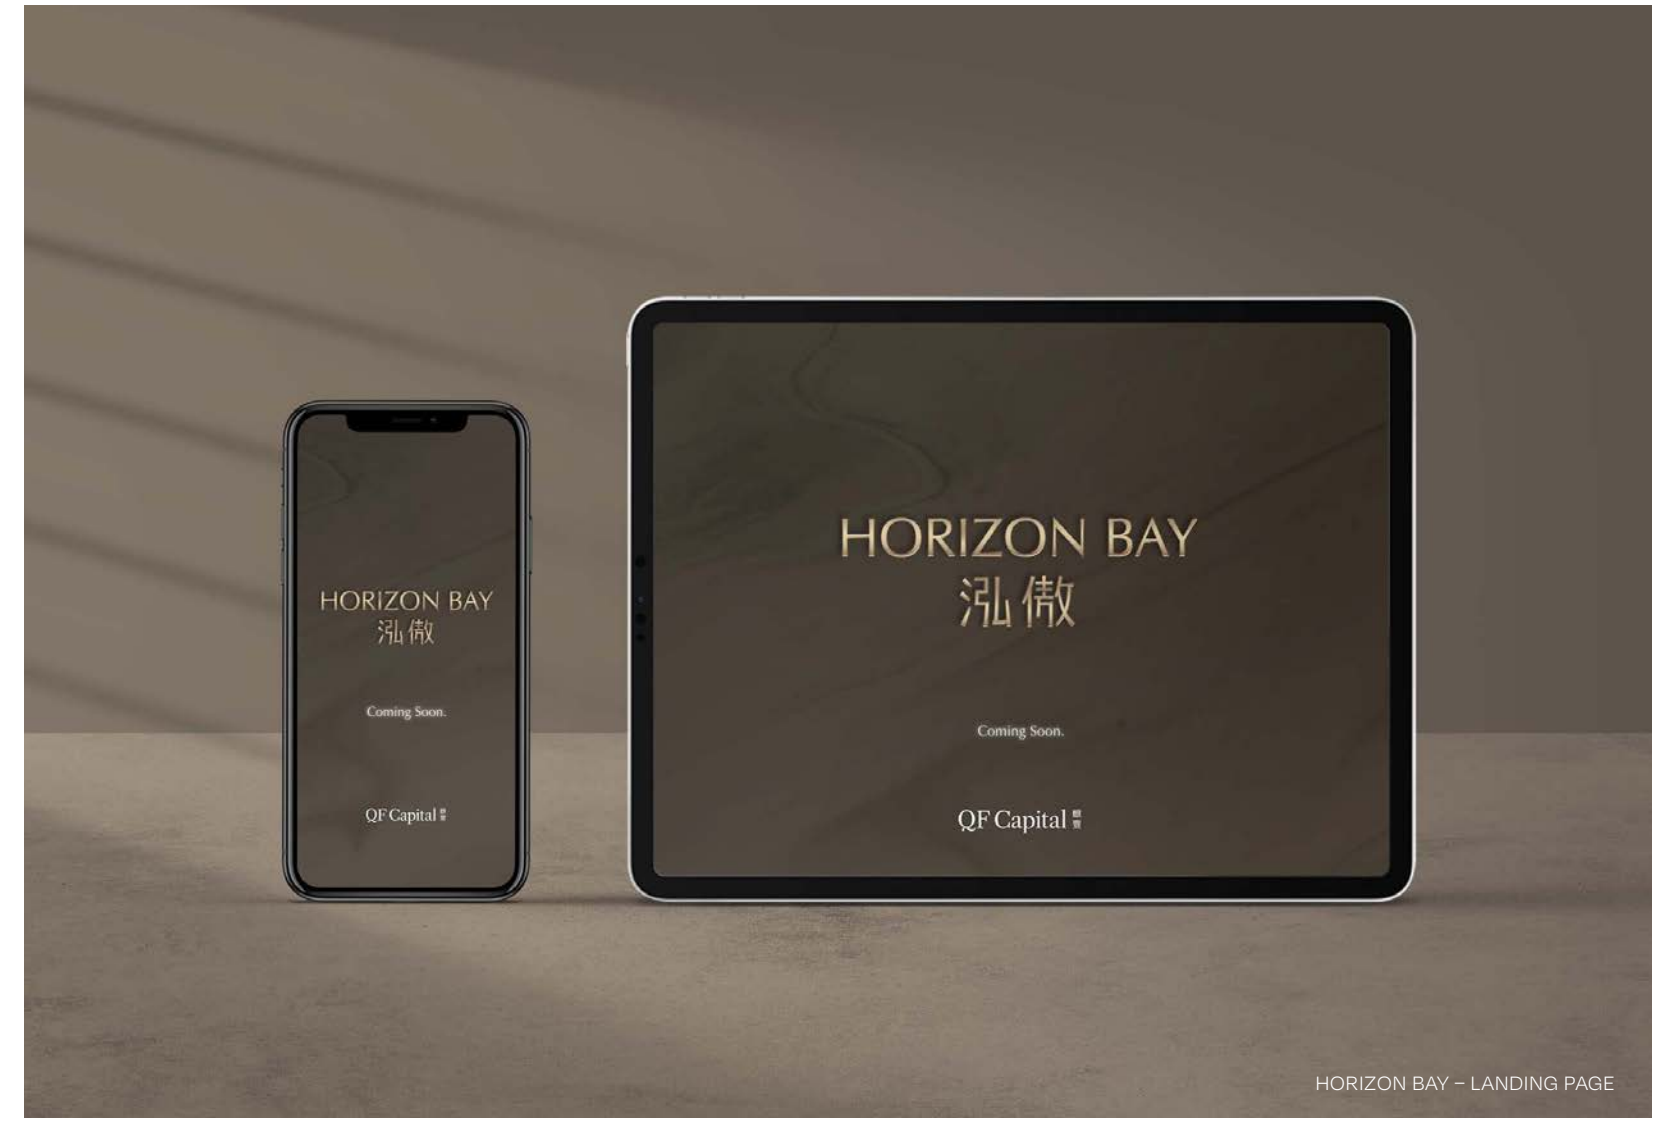 HORIZON BAY
泓傲
Coming Soon.
QF Capital
HORIZON BAY
泓傲
Coming Soon.
QF Capital
HORIZON BAY – LANDING PAGE